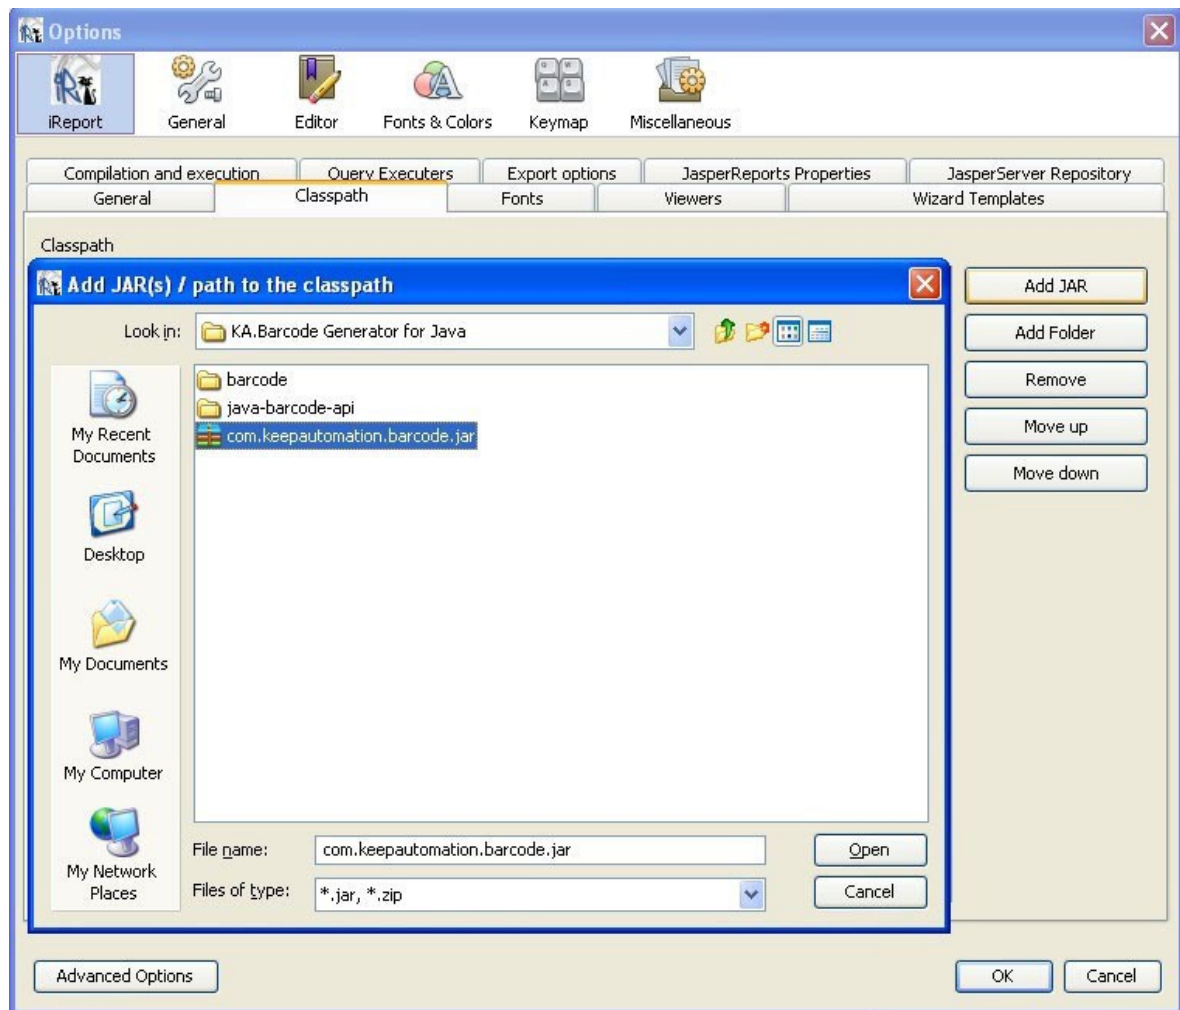 Options
iReport General Editor Fonts & Colors Keymap Miscellaneous
Compilation and execution Query Executers Export options JasperReports Properties JasperServer Repository
General Classpath Fonts Viewers Wizard Templates
Classpath
Add JAR(s) / path to the classpath
Look in: KA.Barcode Generator for Java
barcode
java-barcode-api
com.keepautomation.barcode.jar
My Recent
Documents
Desktop
My Documents
My Computer
My Network
Places
File name: com.keepautomation.barcode.jar Open
Files of type: *.jar, *.zip Cancel
Add JAR
Add Folder
Remove
Move up
Move down
Advanced Options OK Cancel